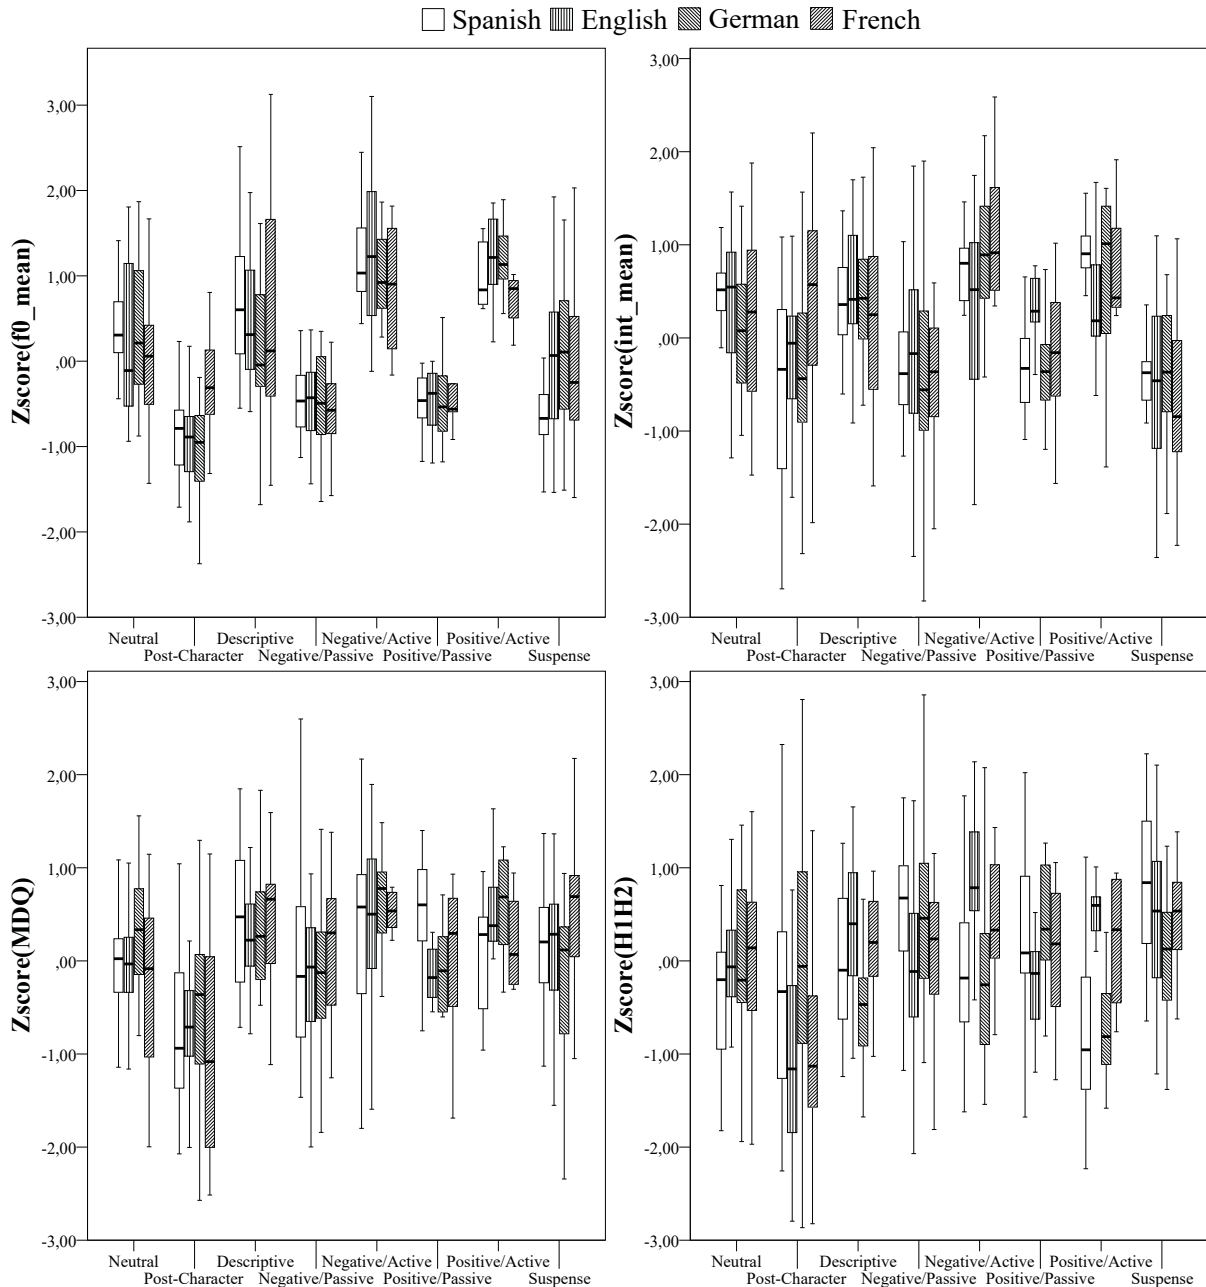 Spanish English German French
Zscore(f0_mean)
3,00
2,00
1,00
,00
-1,00
-2,00
-3,00
Neutral Descriptive Negative/Active Positive/Active
Post-Character Negative/Passive Positive/Passive Suspense
Zscore(int_mean)
3,00
2,00
1,00
,00
-1,00
-2,00
-3,00
Neutral Descriptive Negative/Active Positive/Active
Post-Character Negative/Passive Positive/Passive Suspense
Zscore(MDQ)
3,00
2,00
1,00
,00
-1,00
-2,00
-3,00
Neutral Descriptive Negative/Active Positive/Active
Post-Character Negative/Passive Positive/Passive Suspense
Zscore(H1H2)
3,00
2,00
1,00
,00
-1,00
-2,00
-3,00
Neutral Descriptive Negative/Active Positive/Active
Post-Character Negative/Passive Positive/Passive Suspense